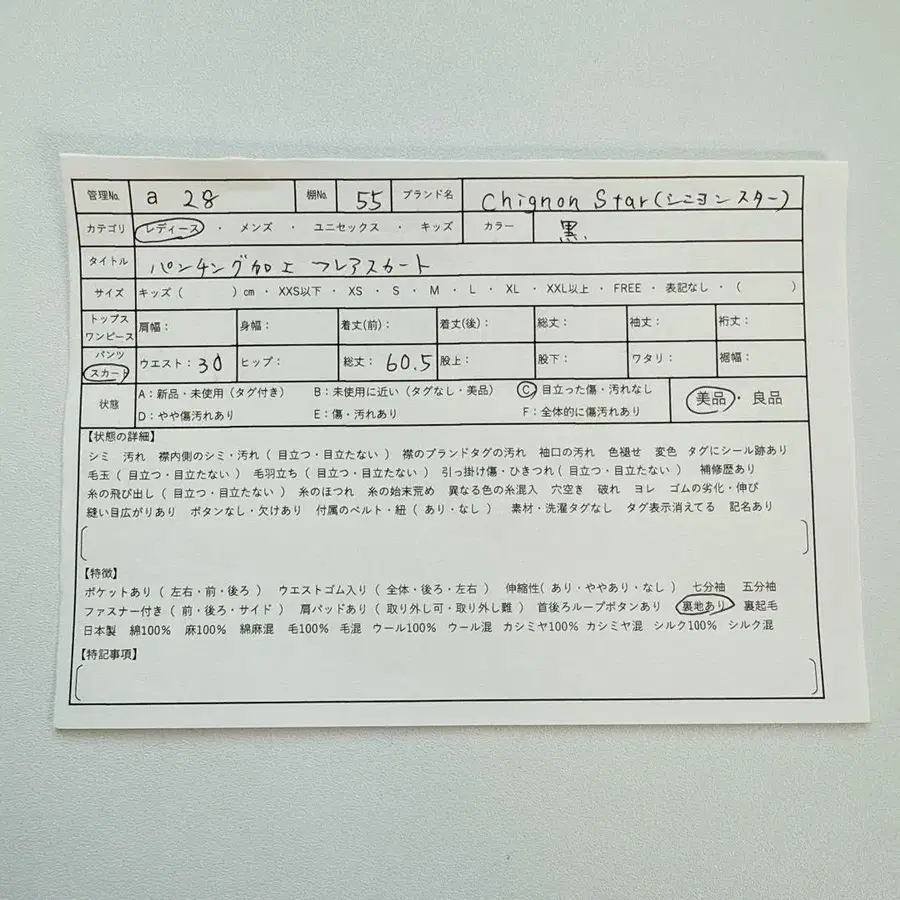 管理No. a 28 棚No. 55 ブランド名 Chignon Star(シニヨンスター)
カテゴリ レディース ・ メンズ ・ ユニセックス ・ キッズ カラー 黒
タイトル パンチング加工 フレアスカート
サイズ キッズ ( ) cm ・ XXS以下 ・ XS ・ S ・ M ・ L ・ XL ・ XXL以上 ・ FREE ・ 表記なし ・ ( )
トップス ワンピース 肩幅: 身幅: 着丈(前): 着丈(後): 総丈: 袖丈: 裄丈:
パンツ スカート ウエスト: 30 ヒップ: 総丈: 60.5 股上: 股下: ワタリ: 裾幅:
状態 A:新品・未使用(タグ付き) B:未使用に近い(タグなし・美品) C 目立った傷・汚れなし 美品 ・ 良品
D:やや傷汚れあり E:傷・汚れあり F:全体的に傷汚れあり
【状態の詳細】
シミ 汚れ 襟内側のシミ・汚れ ( 目立つ・目立たない ) 襟のブランドタグの汚れ 袖口の汚れ 色褪せ 変色 タグにシール跡あり
毛玉 ( 目立つ・目立たない ) 毛羽立ち ( 目立つ・目立たない ) 引っ掛け傷・ひきつれ ( 目立つ・目立たない ) 補修歴あり
糸の飛び出し ( 目立つ・目立たない ) 糸のほつれ 糸の始末荒め 異なる色の糸混入 穴空き 破れ ヨレ ゴムの劣化・伸び
縫い目広がりあり ボタンなし・欠けあり 付属のベルト・紐 ( あり・なし ) 素材・洗濯タグなし タグ表示消えてる 記名あり
【特徴】
ポケットあり ( 左右・前・後ろ ) ウエストゴム入り ( 全体・後ろ・左右 ) 伸縮性( あり・ややあり・なし ) 七分袖 五分袖
ファスナー付き ( 前・後ろ・サイド ) 肩パッドあり ( 取り外し可・取り外し難 ) 首後ろループボタンあり 裏地あり 裏起毛
日本製 綿100% 麻100% 綿麻混 毛100% 毛混 ウール100% ウール混 カシミヤ100% カシミヤ混 シルク100% シルク混
【特記事項】